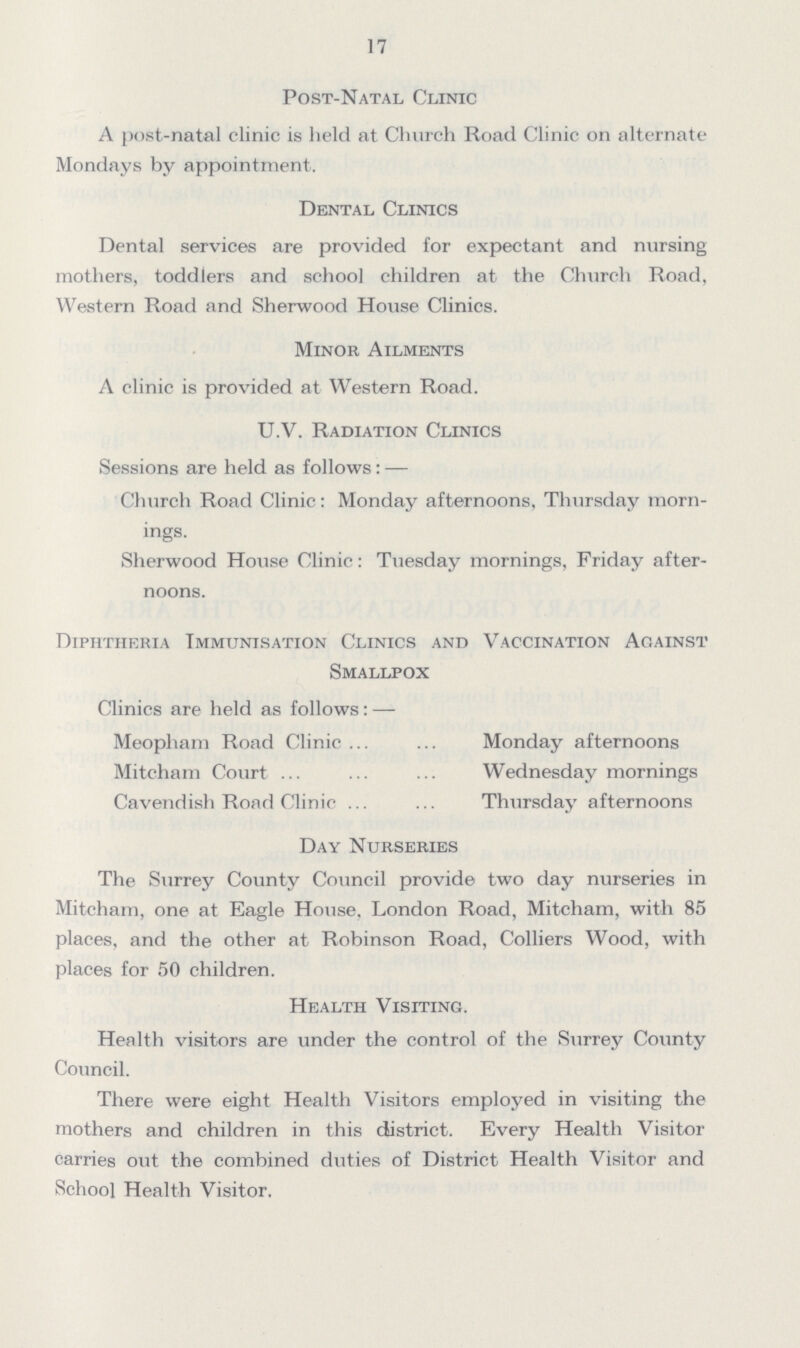 17
Post-Natal Clinic
A post-natal clinic is held at Church Road Clinic on alternate
Mondays by appointment.
Dental Clinics
Dental services are provided for expectant and nursing
mothers, toddlers and school children at the Church Road,
Western Road and Sherwood House Clinics.
Minor Ailments
A clinic is provided at Western Road.
U.V. Radiation Clinics
Sessions are held as follows: —
Church Road Clinic: Monday afternoons, Thursday morn-
ings.
Sherwood House Clinic: Tuesday mornings, Friday after-
noons.
Diphtheria Immunisation Clinics and Vaccination Against
Smallpox
Clinics are held as follows: —
Meopham Road Clinic ... ... Monday afternoons
Mitcham Court ... ... ... Wednesday mornings
Cavendish Road Clinic ... ... Thursday afternoons
Day Nurseries
The Surrey County Council provide two day nurseries in
Mitcham, one at Eagle House, London Road, Mitcham, with 85
places, and the other at Robinson Road, Colliers Wood, with
places for 50 children.
Health Visiting.
Health visitors are under the control of the Surrey County
Council.
There were eight Health Visitors employed in visiting the
mothers and children in this district. Every Health Visitor
carries out the combined duties of District Health Visitor and
School Health Visitor.